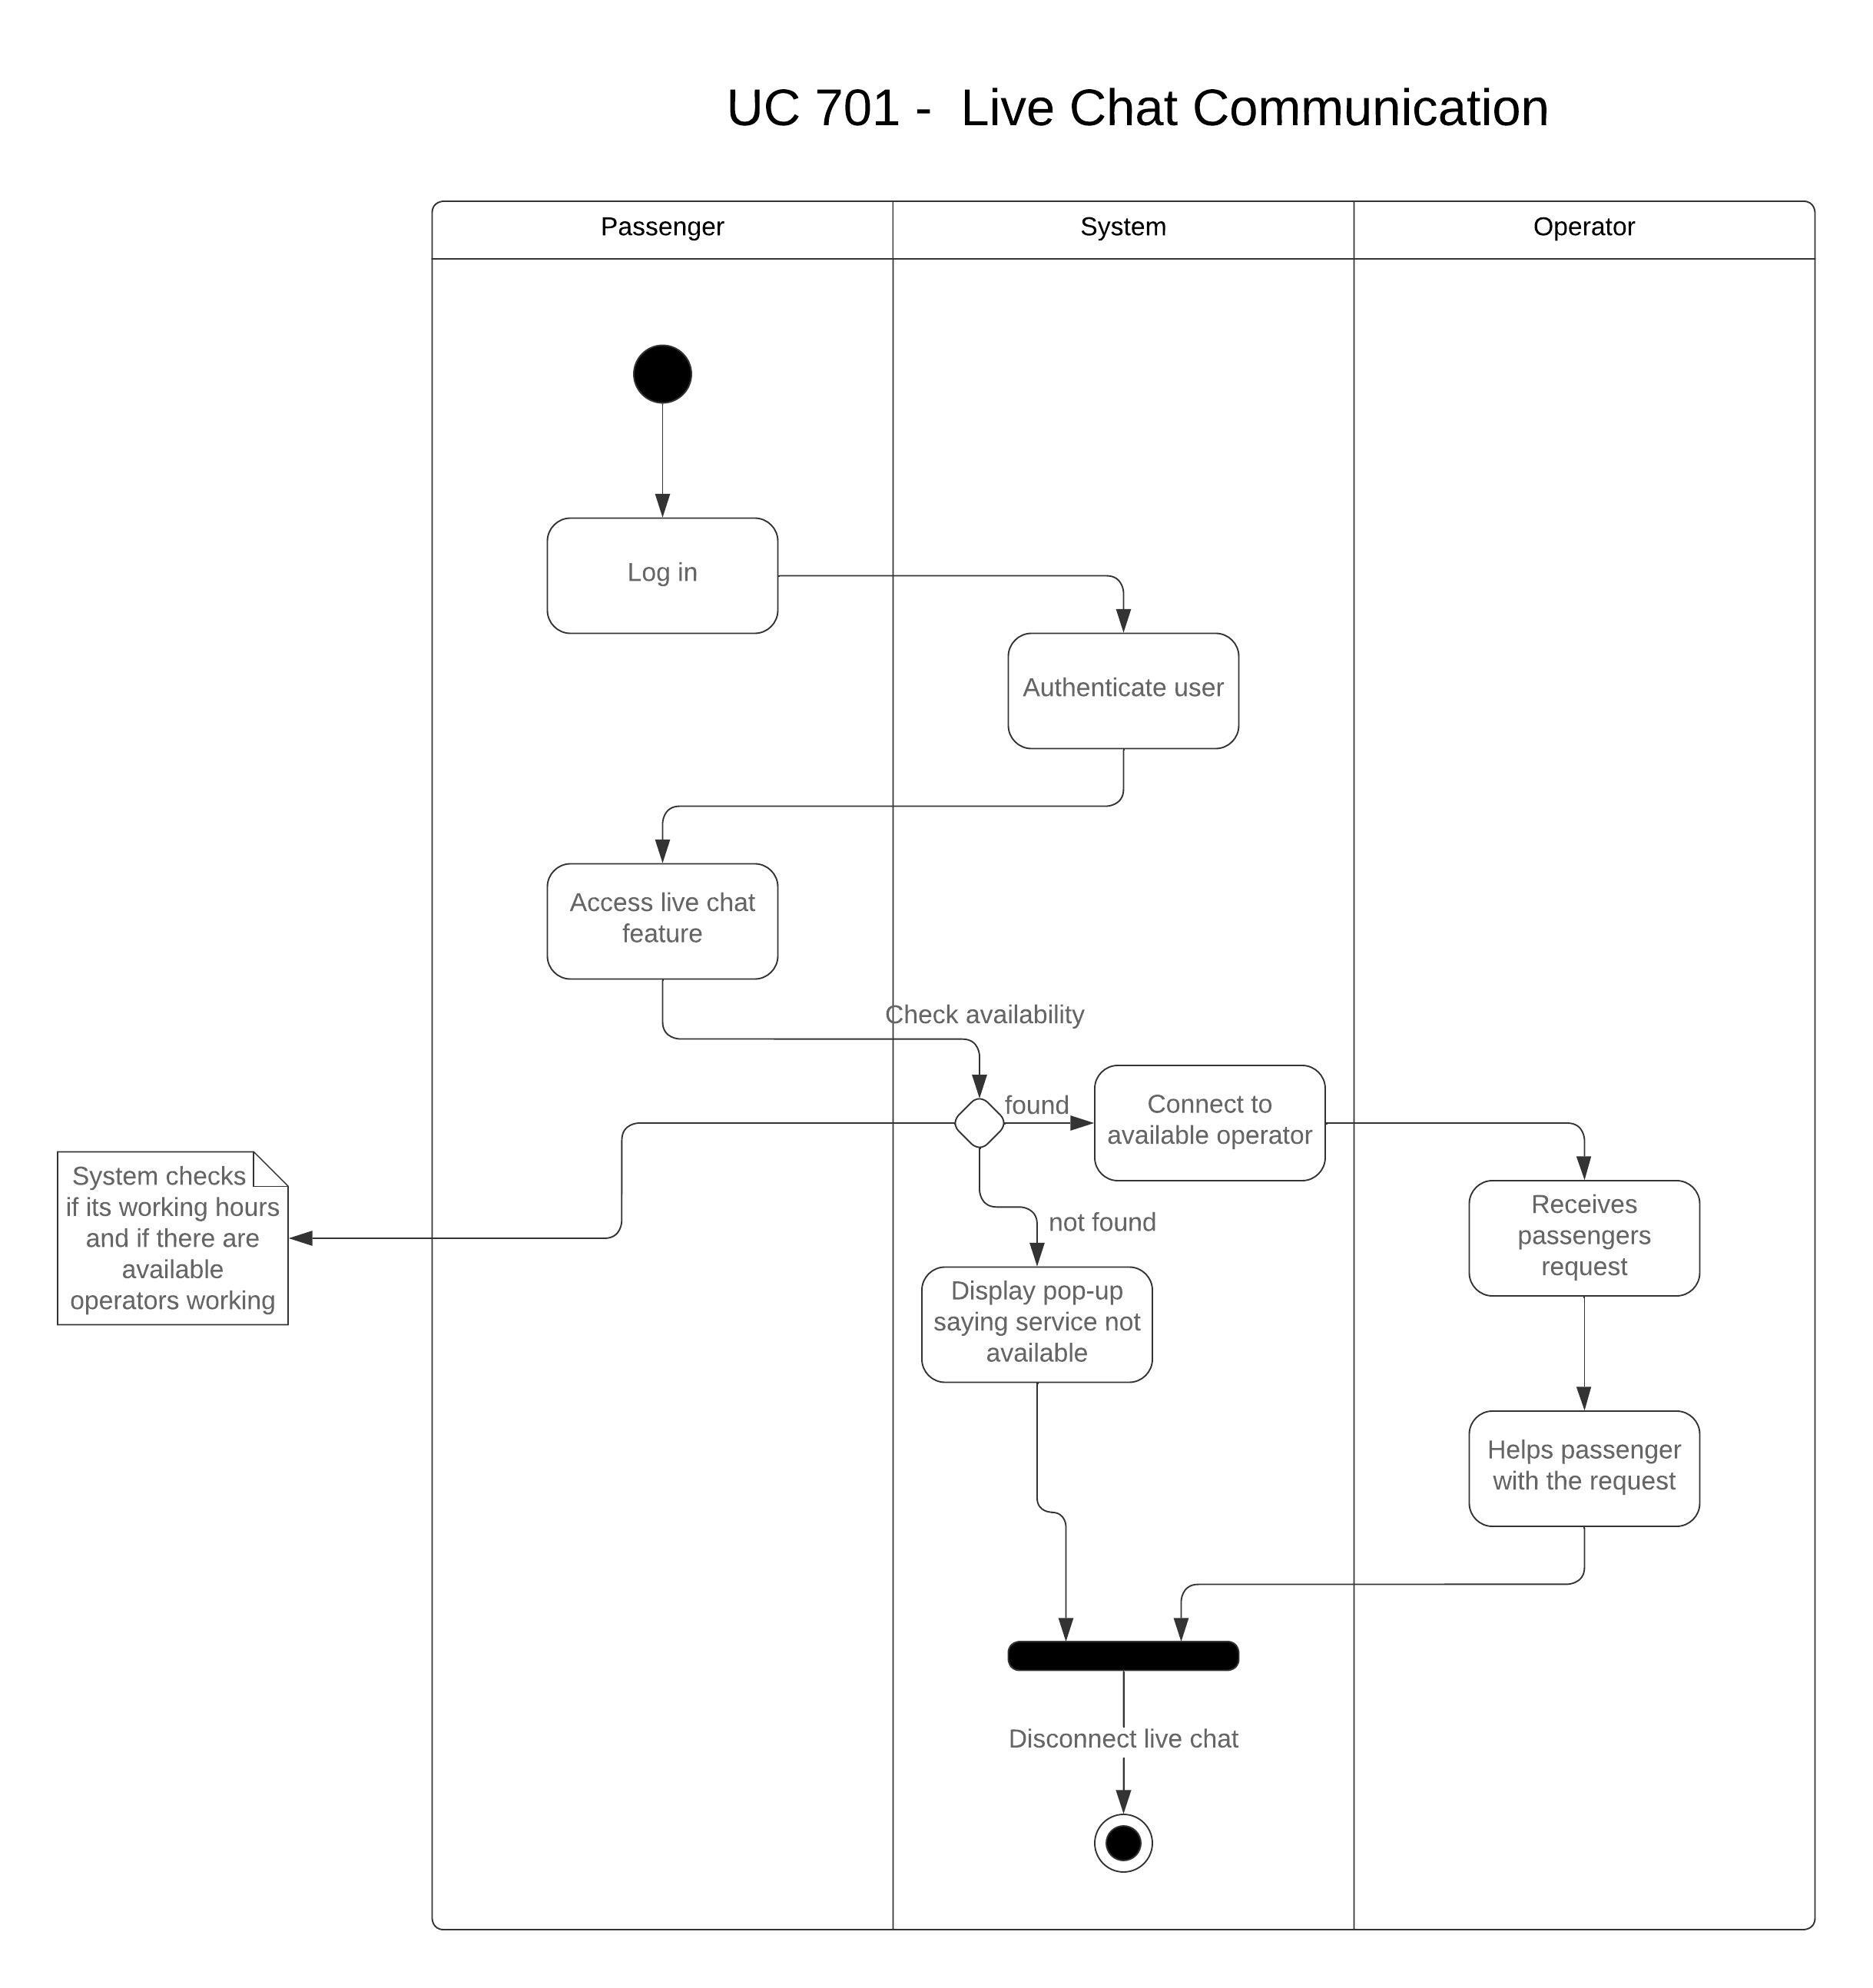 UC 701 -  Live Chat Communication
Passenger
System
Operator
Log in
Authenticate user
Access live chat
feature
Check availability
found
Connect to
available operator
System checks
if its working hours
and if there are
available
operators working
not found
Receives
passengers
request
Display pop-up
saying service not
available
Helps passenger
with the request
Disconnect live chat